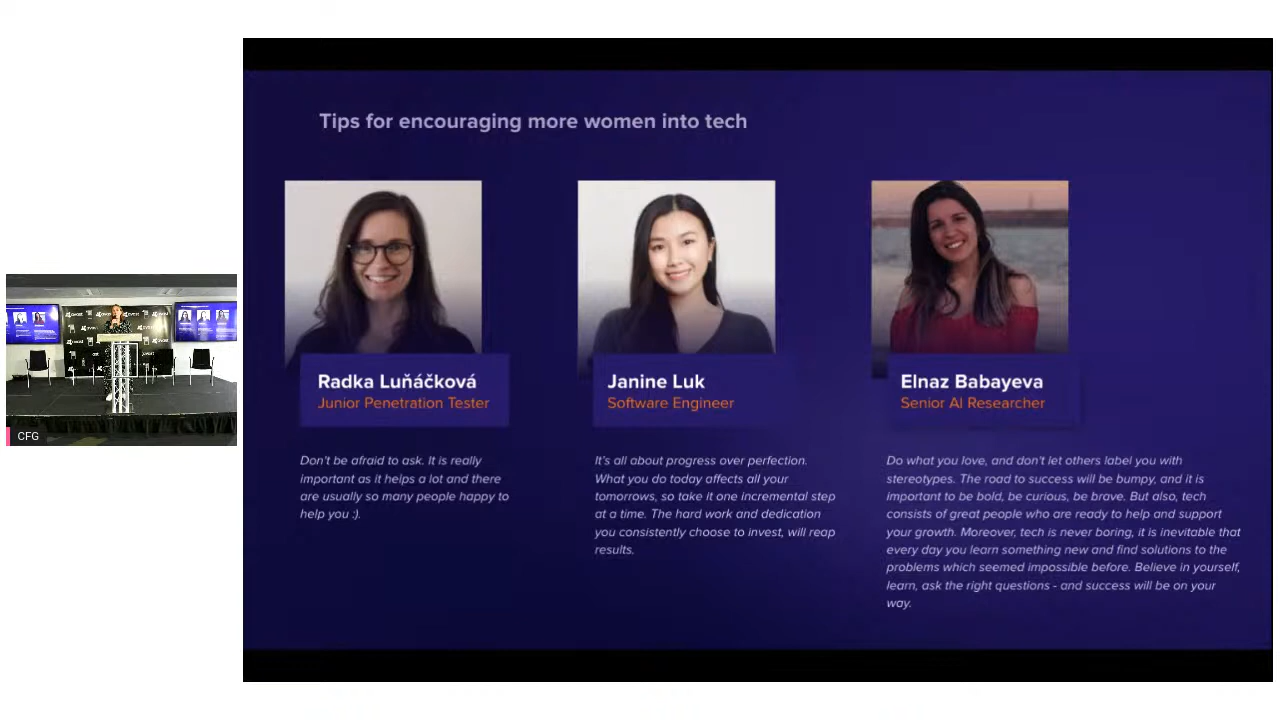 Tips for encouraging more women into tech
Radka Luňáčková
Junior Penetration Tester
Don't be afraid to ask. It is really
important as it helps a lot and there
are usually so many people happy to
help you :).
Janine Luk
Software Engineer
It's all about progress over perfection.
What you do today affects all your
tomorrows, so take it one incremental step
at a time. The hard work and dedication
you consistently choose to invest, will reap
results.
Elnaz Babayeva
Senior AI Researcher
Do what you love, and don't let others label you with
stereotypes. The road to success will be bumpy, and it is
important to be bold, be curious, be brave. But also, tech
consists of great people who are ready to help and support
your growth. Moreover, tech is never boring, it is inevitable that
every day you learn something new and find solutions to the
problems which seemed impossible before. Believe in yourself,
learn, ask the right questions - and success will be on your
way.
CFG